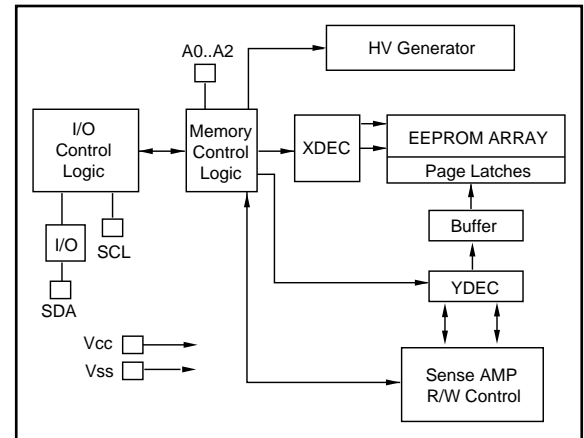 A0..A2
HV Generator
I/O
Control
Logic
Memory
Control
Logic
XDEC
EEPROM ARRAY
Page Latches
I/O
SCL
SDA
Buffer
YDEC
Vcc
Vss
Sense AMP
R/W Control